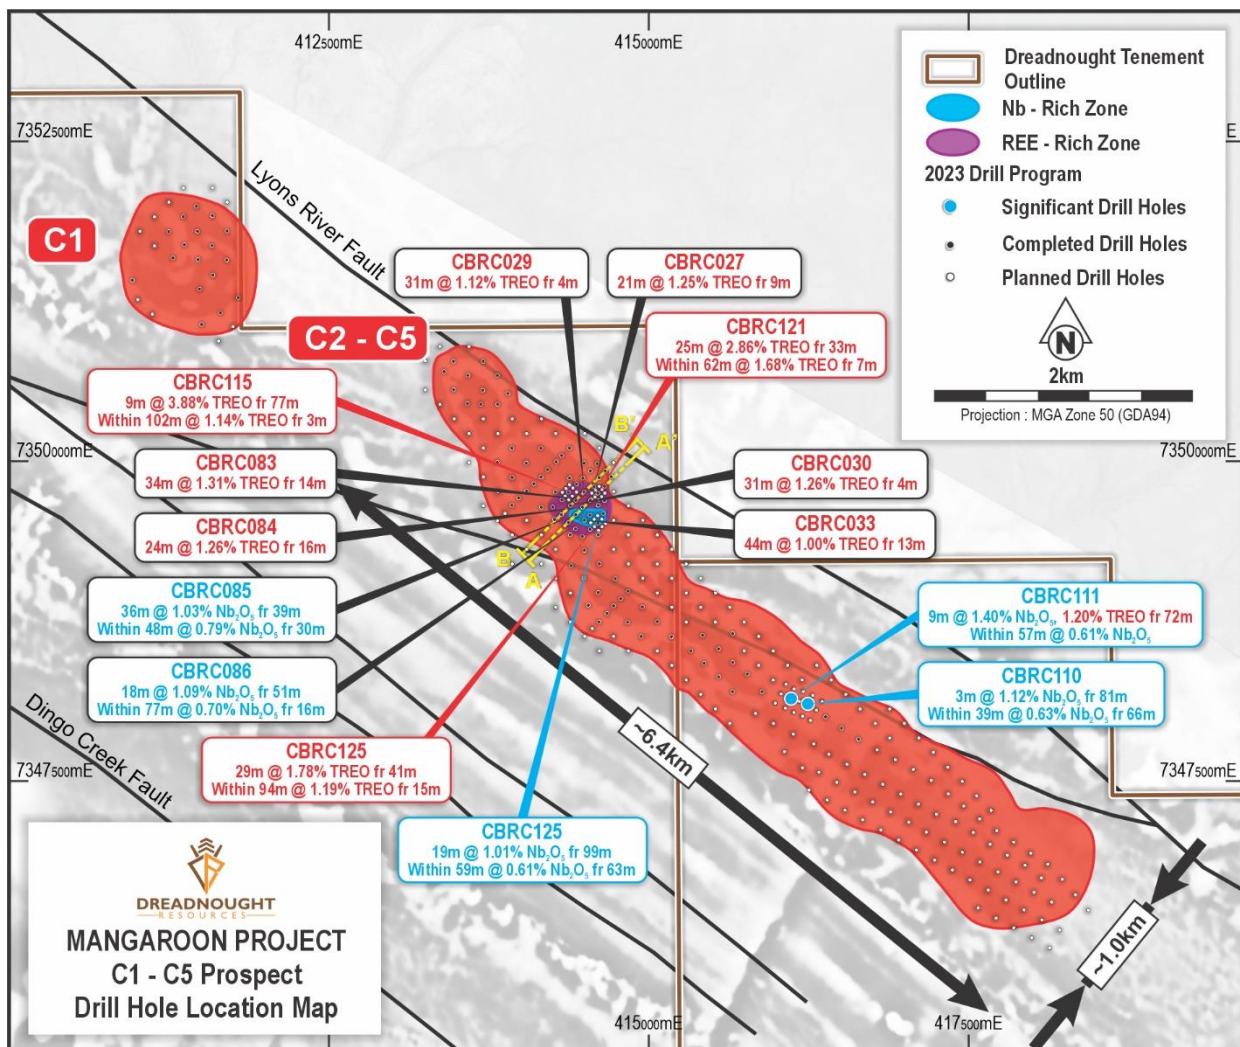 412500mE
415000mE
7352500mE
E
Dreadnought Tenement
Outline
Nb - Rich Zone
REE - Rich Zone
2023 Drill Program
Significant Drill Holes
Completed Drill Holes
Planned Drill Holes
N
2km
Projection : MGA Zone 50 (GDA94)
Lyons River Fault
C1
C2 - C5
CBRC029
31m @ 1.12% TREO fr 4m
CBRC027
21m @ 1.25% TREO fr 9m
CBRC121
25m @ 2.86% TREO fr 33m
Within 62m @ 1.68% TREO fr 7m
CBRC115
9m @ 3.88% TREO fr 77m
Within 102m @ 1.14% TREO fr 3m
B'
A'
7350000mE
7350000mE
CBRC083
34m @ 1.31% TREO fr 14m
CBRC030
31m @ 1.26% TREO fr 4m
CBRC084
24m @ 1.26% TREO fr 16m
CBRC033
44m @ 1.00% TREO fr 13m
B
A
CBRC085
36m @ 1.03% Nb₂O₅ fr 39m
Within 48m @ 0.79% Nb₂O₅ fr 30m
CBRC111
9m @ 1.40% Nb₂O₅, 1.20% TREO fr 72m
Within 57m @ 0.61% Nb₂O₅
CBRC086
18m @ 1.09% Nb₂O₅ fr 51m
Within 77m @ 0.70% Nb₂O₅ fr 16m
CBRC110
3m @ 1.12% Nb₂O₅ fr 81m
Within 39m @ 0.63% Nb₂O₅ fr 66m
Dingo Creek Fault
CBRC125
29m @ 1.78% TREO fr 41m
Within 94m @ 1.19% TREO fr 15m
~6.4km
7347500mE
7347500mE
CBRC125
19m @ 1.01% Nb₂O₅ fr 99m
Within 59m @ 0.61% Nb₂O₅ fr 63m
DREADNOUGHT
RESOURCES
MANGAROON PROJECT
C1 - C5 Prospect
Drill Hole Location Map
~1.0km
415000mE
417500mE